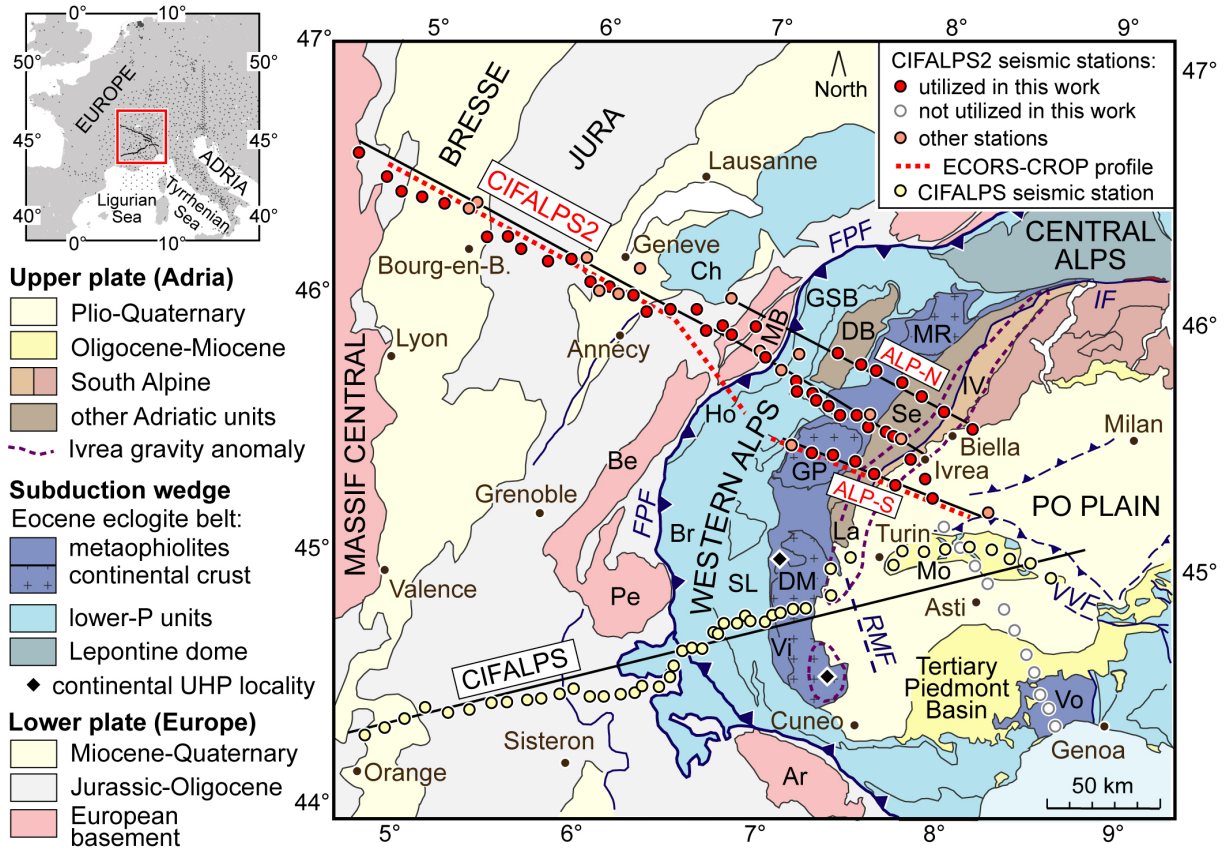 0°
10°
50°
50°
EUROPE
45°
45°
ADRIA
Ligurian
Sea
Tyrrhenian
Sea
40°
40°
0°
10°
Upper plate (Adria)
Plio-Quaternary
Oligocene-Miocene
South Alpine
other Adriatic units
Ivrea gravity anomaly
Subduction wedge
Eocene eclogite belt:
metaophiolites
continental crust
lower-P units
Lepontine dome
continental UHP locality
Lower plate (Europe)
Miocene-Quaternary
Jurassic-Oligocene
European
basement
5°
6°
7°
8°
9°
47°
47°
46°
46°
45°
45°
44°
44°
5°
6°
7°
8°
9°
North
CIFALPS2 seismic stations:
utilized in this work
not utilized in this work
other stations
ECORS-CROP profile
CIFALPS seismic station
BRESSE
JURA
CIFALPS2
Lausanne
Geneve
Bourg-en-B.
Ch
FPF
CENTRAL
ALPS
GSB
MR
IF
DB
MB
Lyon
Annecy
ALP-N
IV
MASSIF CENTRAL
Ho
Se
Milan
Biella
Ivrea
Be
WESTERN ALPS
GP
ALP-S
Grenoble
FPF
PO PLAIN
Br
La
Turin
Mo
Valence
Pe
SL
DM
Asti
VVF
RMF
CIFALPS
Vi
Tertiary
Piedmont
Basin
Vo
Cuneo
Sisteron
Genoa
Orange
Ar
50 km